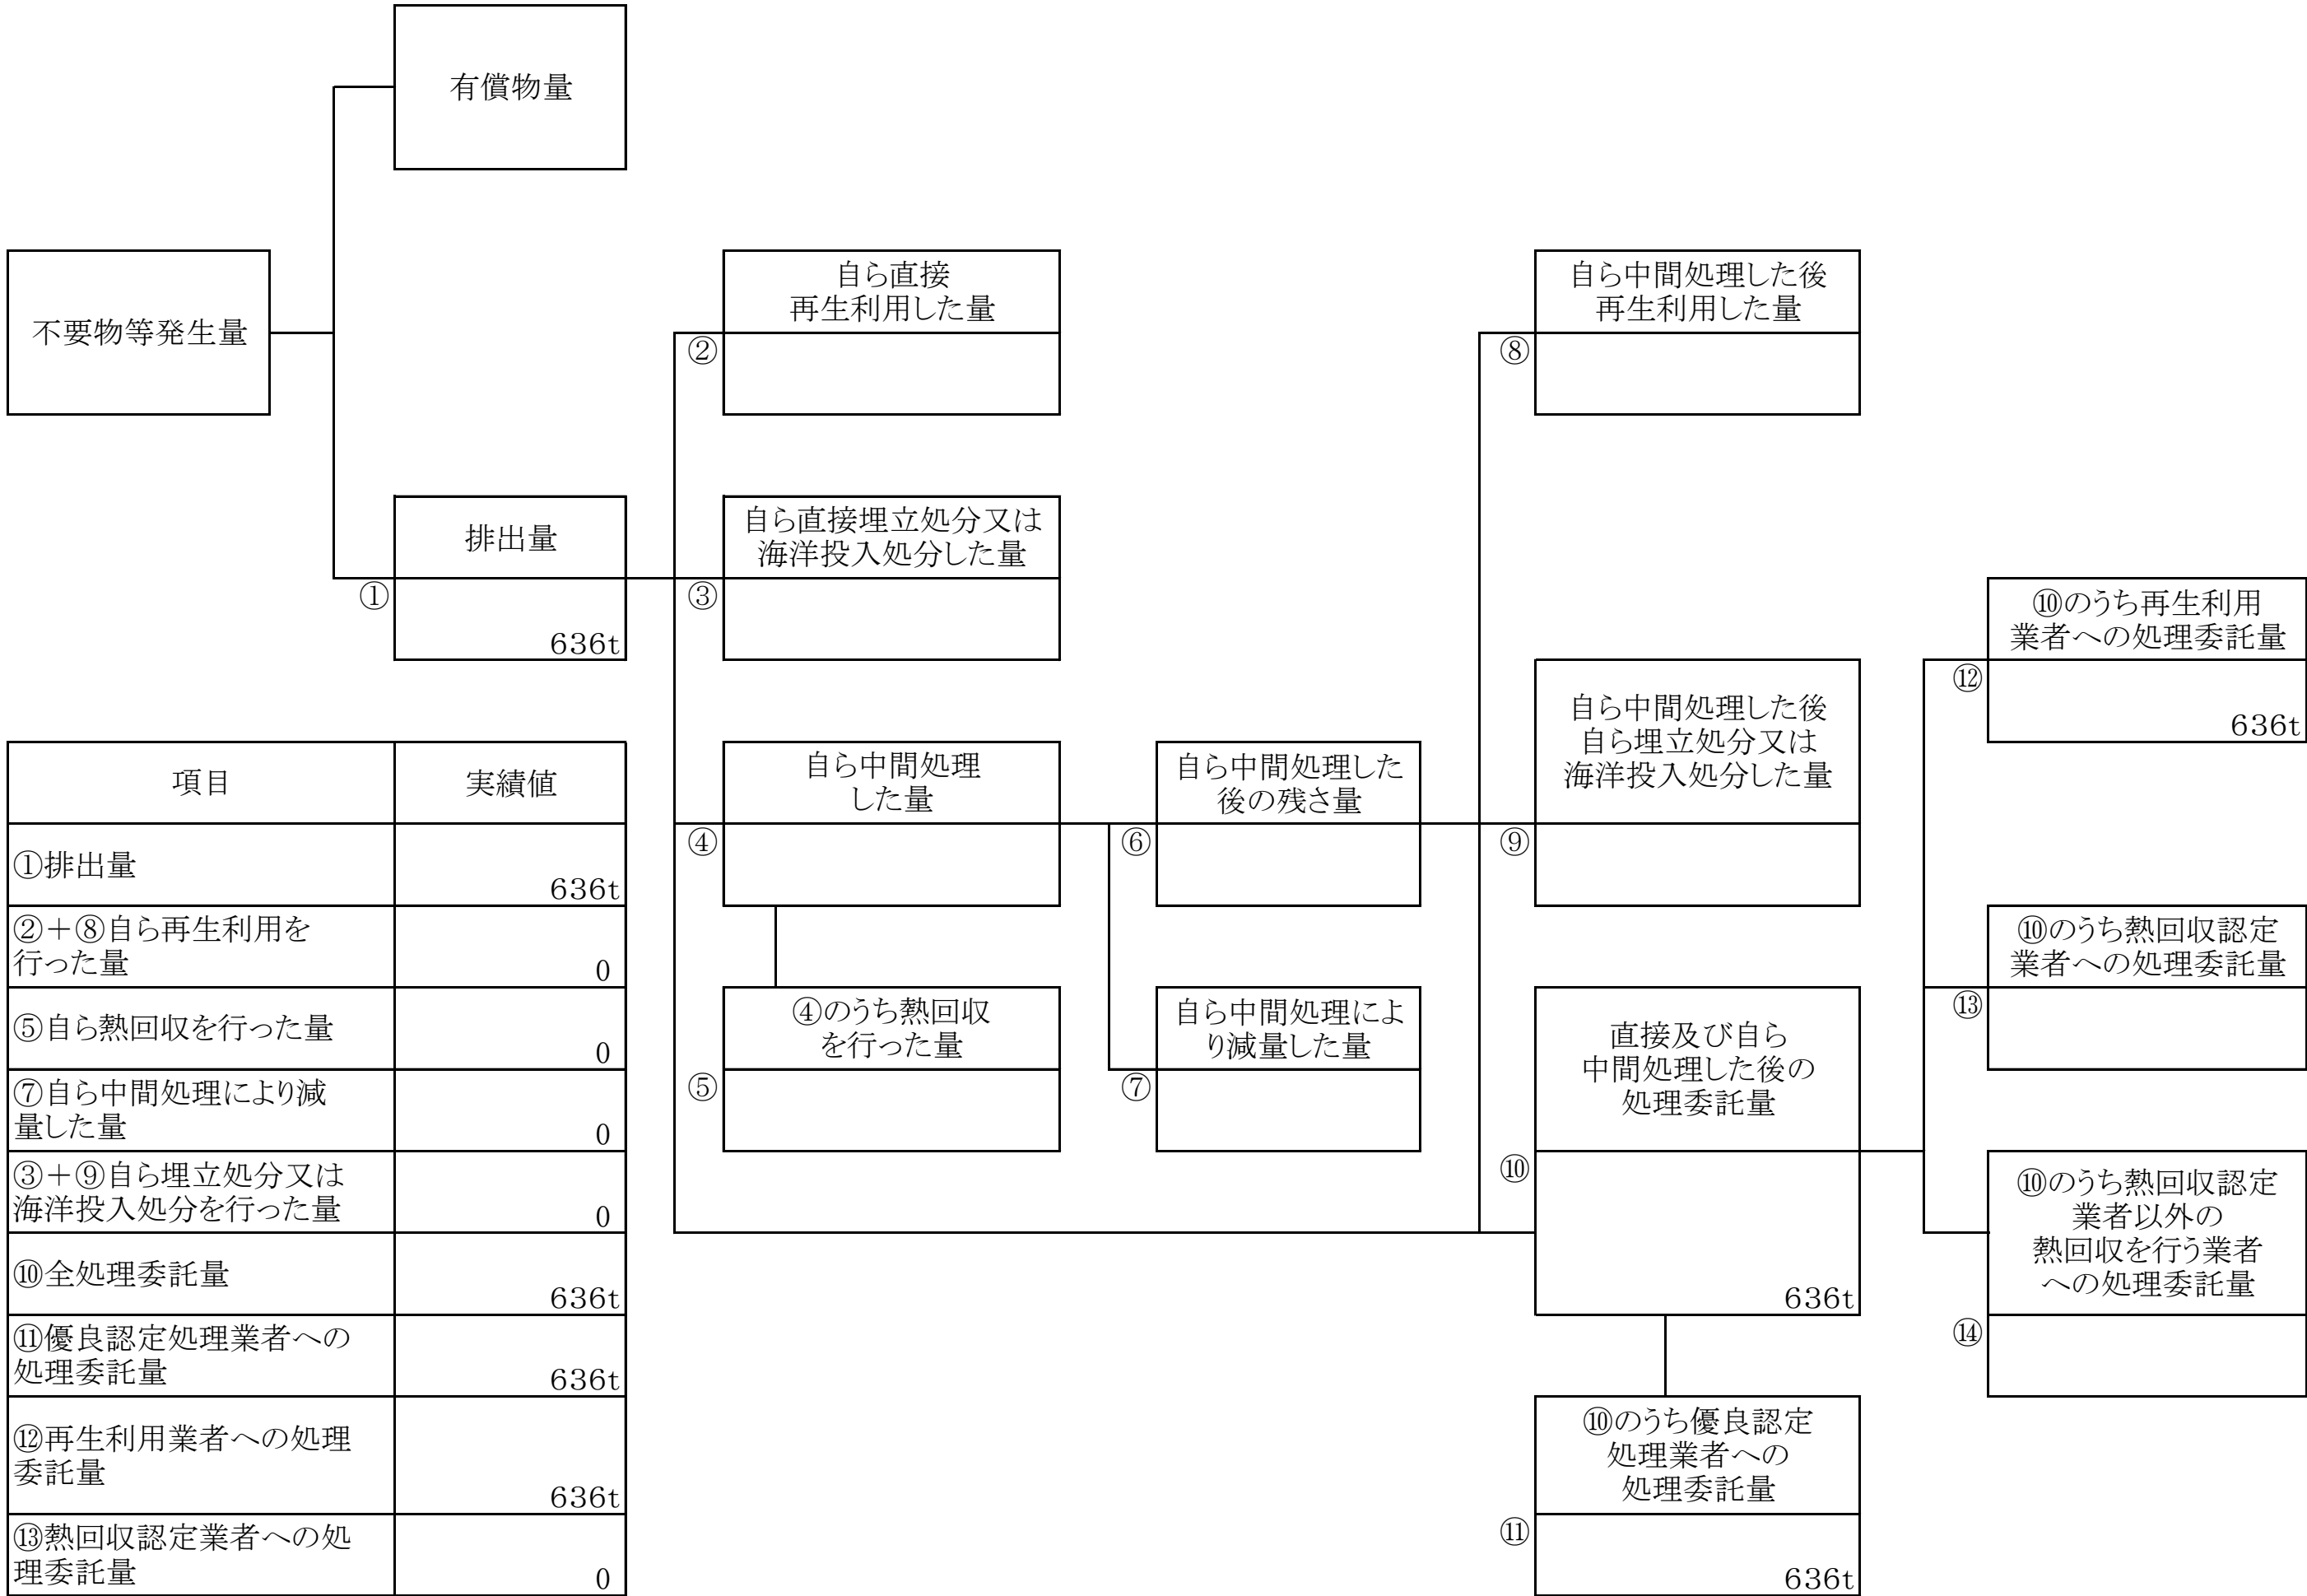 有償物量
不要物等発生量
自ら直接
再生利用した量
②
自ら中間処理した後
再生利用した量
⑧
排出量
①
636t
自ら直接埋立処分又は
海洋投入処分した量
③
⑩のうち再生利用
業者への処理委託量
⑫
636t
自ら中間処理した後
自ら埋立処分又は
海洋投入処分した量
⑨
自ら中間処理
した量
④
自ら中間処理した
後の残さ量
⑥
⑩のうち熱回収認定
業者への処理委託量
⑬
④のうち熱回収
を行った量
⑤
自ら中間処理によ
り減量した量
⑦
直接及び自ら
中間処理した後の
処理委託量
⑩
636t
⑩のうち熱回収認定
業者以外の
熱回収を行う業者
への処理委託量
⑭
⑩のうち優良認定
処理業者への
処理委託量
⑪
636t
項目
実績値
①排出量
636t
②+⑧自ら再生利用を
行った量
0
⑤自ら熱回収を行った量
0
⑦自ら中間処理により減
量した量
0
③+⑨自ら埋立処分又は
海洋投入処分を行った量
0
⑩全処理委託量
636t
⑪優良認定処理業者への
処理委託量
636t
⑫再生利用業者への処理
委託量
636t
⑬熱回収認定業者への処
理委託量
0